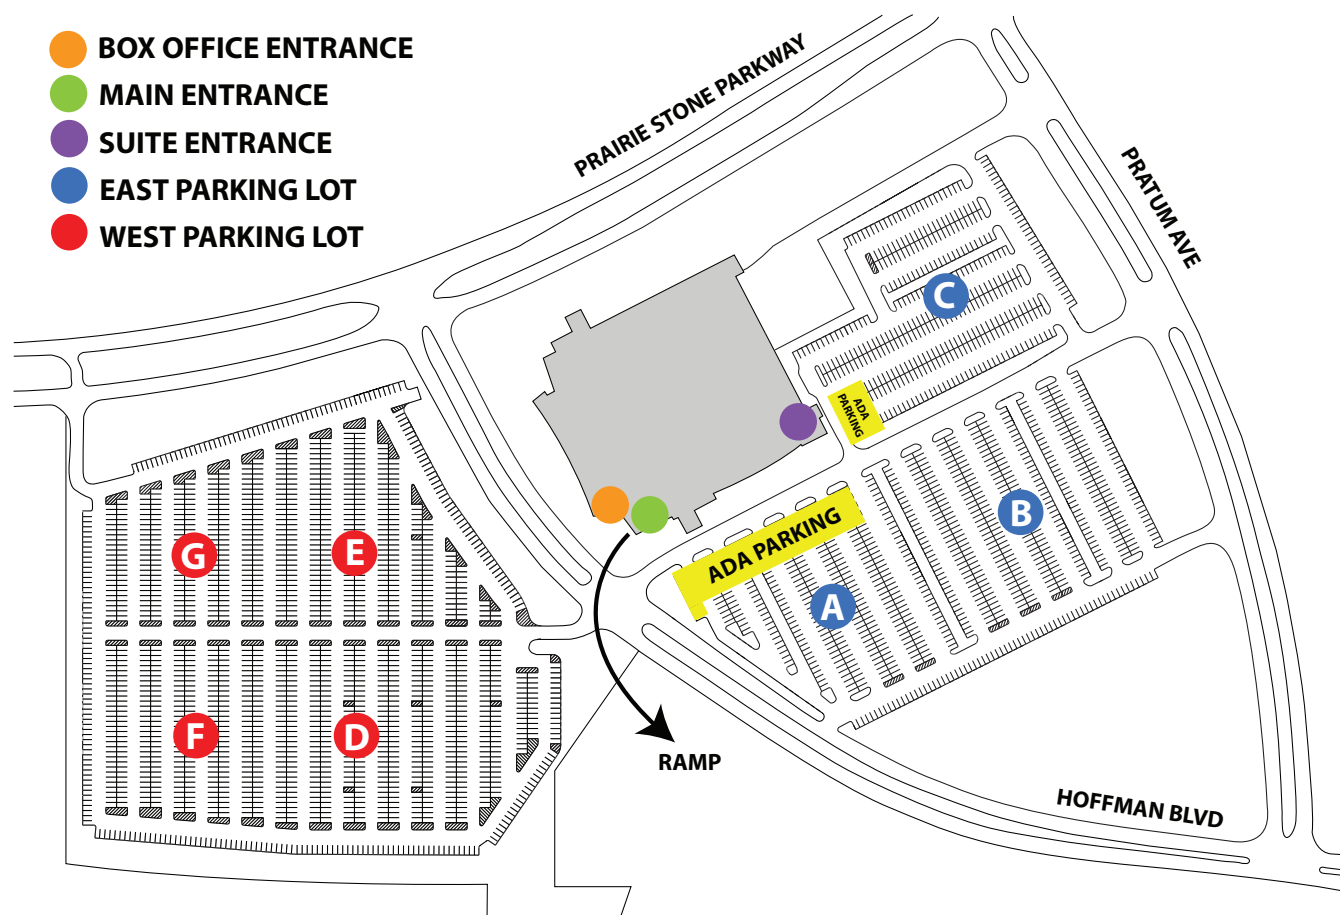 BOX OFFICE ENTRANCE
MAIN ENTRANCE
SUITE ENTRANCE
EAST PARKING LOT
WEST PARKING LOT
PRAIRIE STONE PARKWAY
PRATUM AVE
C
ADA
PARKING
B
ADA PARKING
A
G
E
F
D
RAMP
HOFFMAN BLVD